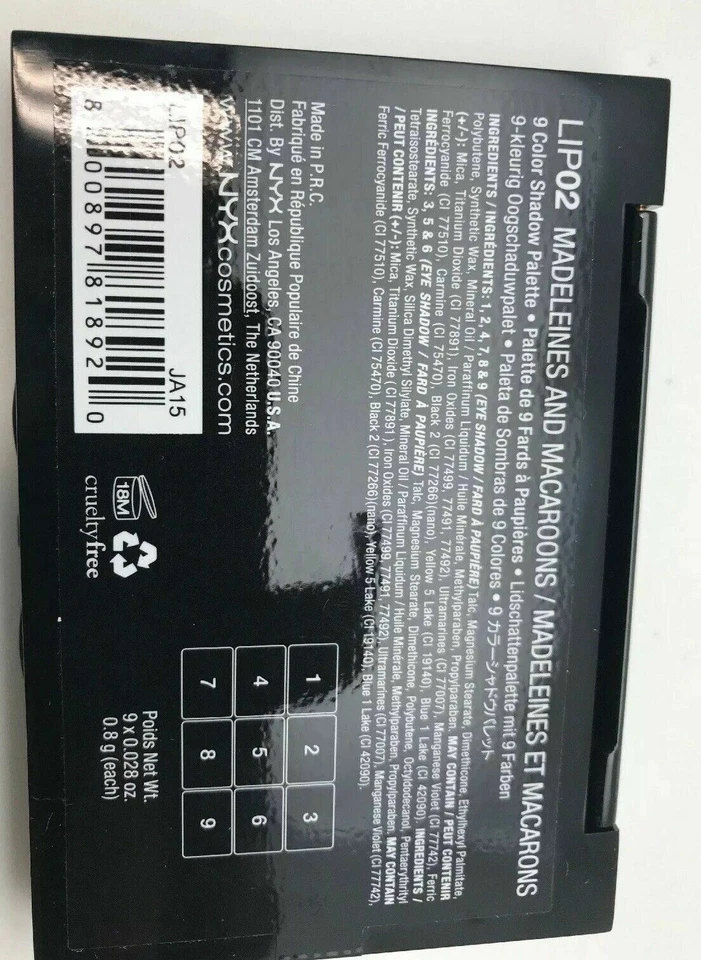 LIP02 MADELEINES AND MACAROONS / MADELEINES ET MACARONS
9 Color Shadow Palette • Palette de 9 Fards à Paupières • Lidschattenpalette mit 9 Farben
9-kleurig Oogschaduwpalet • Paleta de Sombras de 9 Colores • 9 カラーシャドウパレット
INGREDIENTS / INGRÉDIENTS: 1, 2, 4, 7, 8 & 9 (EYE SHADOW / FARD À PAUPIÈRE) Talc, Magnesium Stearate, Dimethicone, Ethylhexyl Palmitate,
Polybutene, Synthetic Wax, Mineral Oil / Paraffinum Liquidum / Huile Minérale, Methylparaben, Propylparaben. MAY CONTAIN / PEUT CONTENIR
(+/-): Mica, Titanium Dioxide (CI 77891), Iron Oxides (CI 77499, 77491, 77492), Ultramarines (CI 77007), Manganese Violet (CI 77742), Ferric
Ferrocyanide (CI 77510), Carmine (CI 75470), Black 2 (CI 77266)(nano), Yellow 5 Lake (CI 19140), Blue 1 Lake (CI 42090). INGREDIENTS /
INGRÉDIENTS: 3, 5 & 6 (EYE SHADOW / FARD À PAUPIÈRE) Talc, Magnesium Stearate, Dimethicone, Polybutene, Octyldodecanol, Pentaerythrityl
Tetraisostearate, Synthetic Wax, Silica Dimethyl Silylate, Mineral Oil / Paraffinum Liquidum / Huile Minérale, Methylparaben, Propylparaben. MAY CONTAIN
/ PEUT CONTENIR (+/-): Mica, Titanium Dioxide (CI 77891), Iron Oxides (CI 77499, 77491, 77492), Ultramarines (CI 77007), Manganese Violet (CI 77742),
Ferric Ferrocyanide (CI 77510), Carmine (CI 75470), Black 2 (CI 77266)(nano), Yellow 5 Lake (CI 19140), Blue 1 Lake (CI 42090).
Made in P.R.C.
Fabriqué en République Populaire de Chine
Dist. By NYX Los Angeles, CA 90040 U.S.A.
1101 CM Amsterdam Zuidoost, The Netherlands
www.NYXcosmetics.com
LIP02 JA15
8 00897 81892 0
18M
cruelty free
1 2 3
4 5 6
7 8 9
Poids Net Wt.
9 x 0.028 oz.
0.8 g (each)